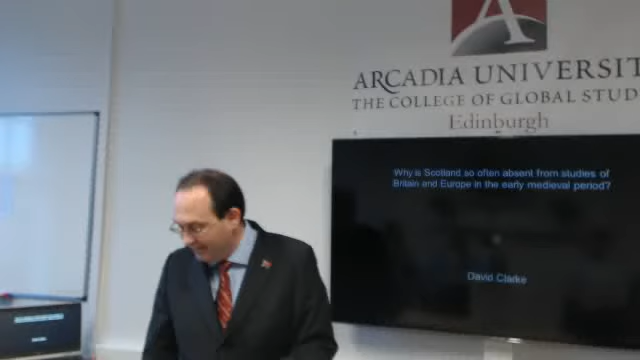 ARCADIA UNIVERSIT
THE COLLEGE OF GLOBAL STUD
Edinburgh
Why is Scotland so often absent from studies of
Britain and Europe in the early medieval period?
David Clarke